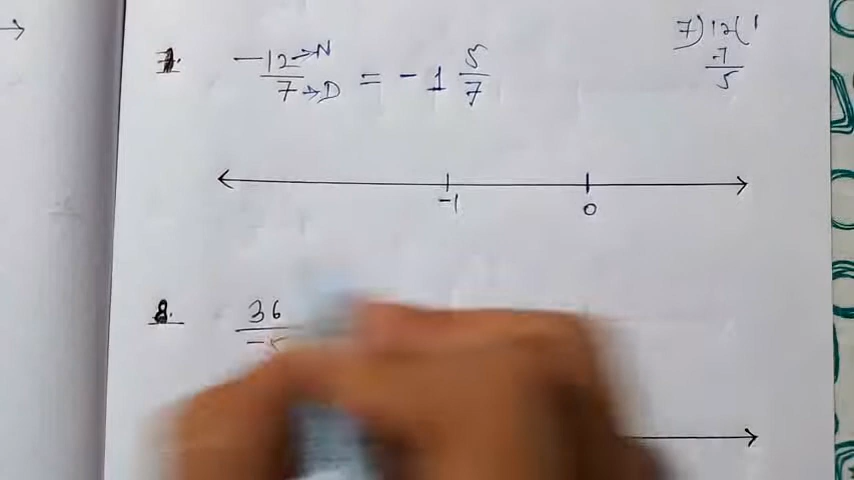 7) 12 ( 1
-7
5
7. -12→N / 7→D = -1 5/7
-1 0
8. 36